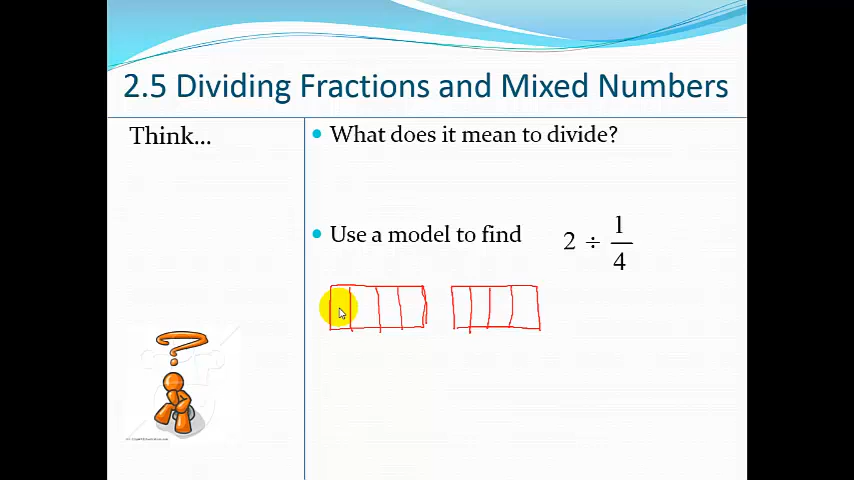 2.5 Dividing Fractions and Mixed Numbers
Think...
• What does it mean to divide?
• Use a model to find 2 ÷ 1/4